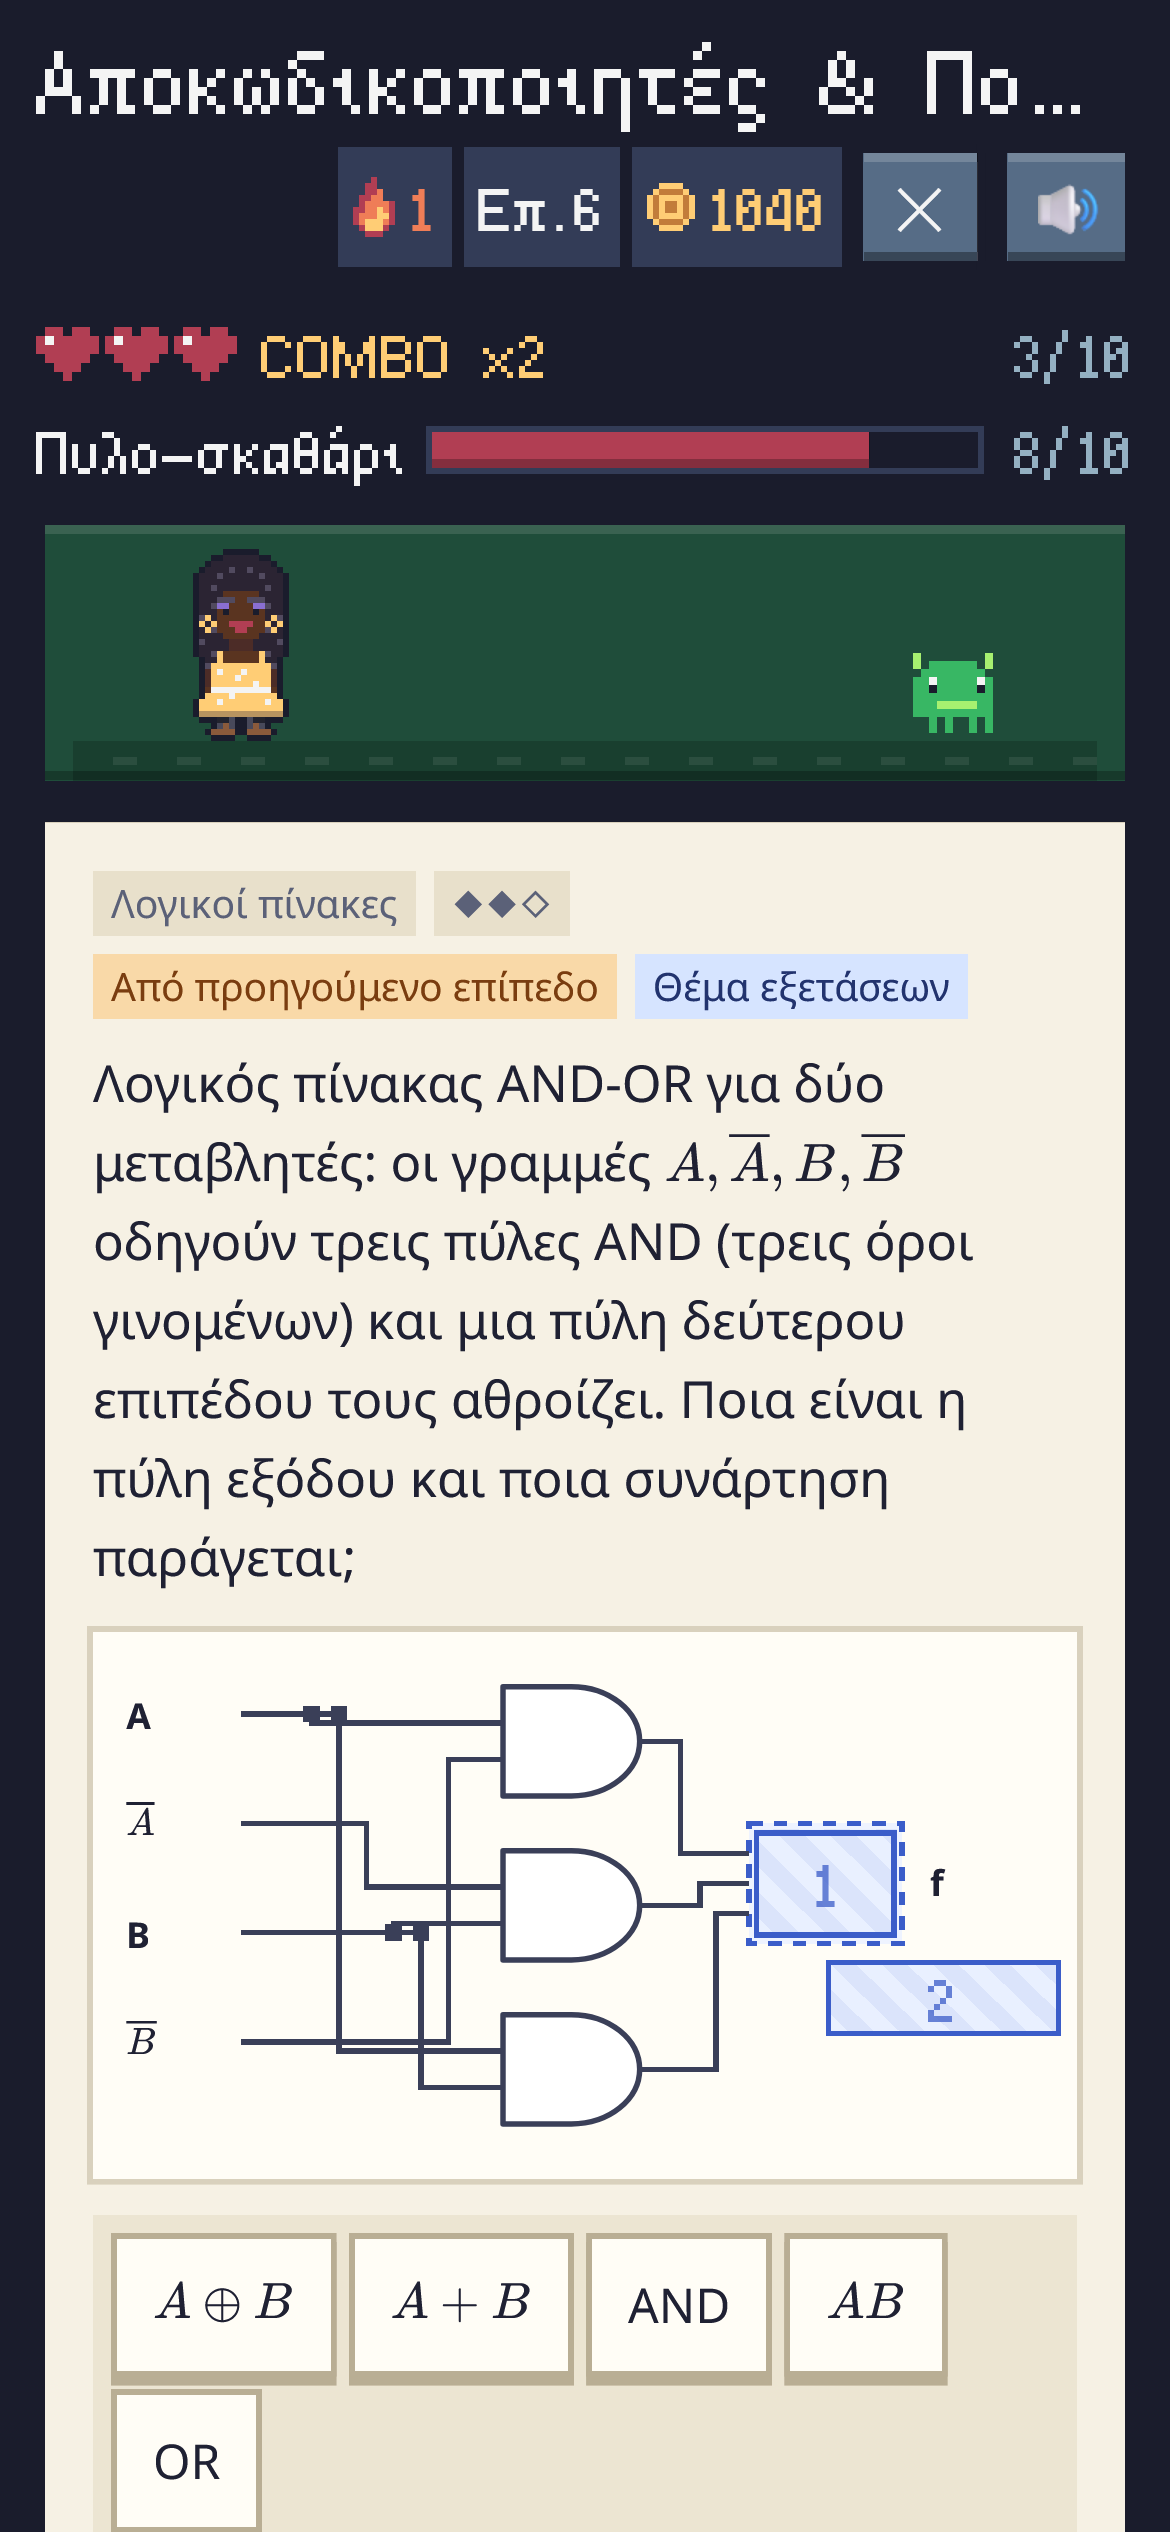 Αποκωδικοποιητές & Πο…
1 Επ.6 1040
COMBO x2 3/10
Πυλο-σκαθάρι 8/10
Λογικοί πίνακες ◆◆◇
Από προηγούμενο επίπεδο Θέμα εξετάσεων
Λογικός πίνακας AND-OR για δύο
μεταβλητές: οι γραμμές A, A̅, B, B̅
οδηγούν τρεις πύλες AND (τρεις όροι
γινομένων) και μια πύλη δεύτερου
επιπέδου τους αθροίζει. Ποια είναι η
πύλη εξόδου και ποια συνάρτηση
παράγεται;
A
A̅
1 f
B
2
B̅
A ⊕ B A + B AND AB
OR